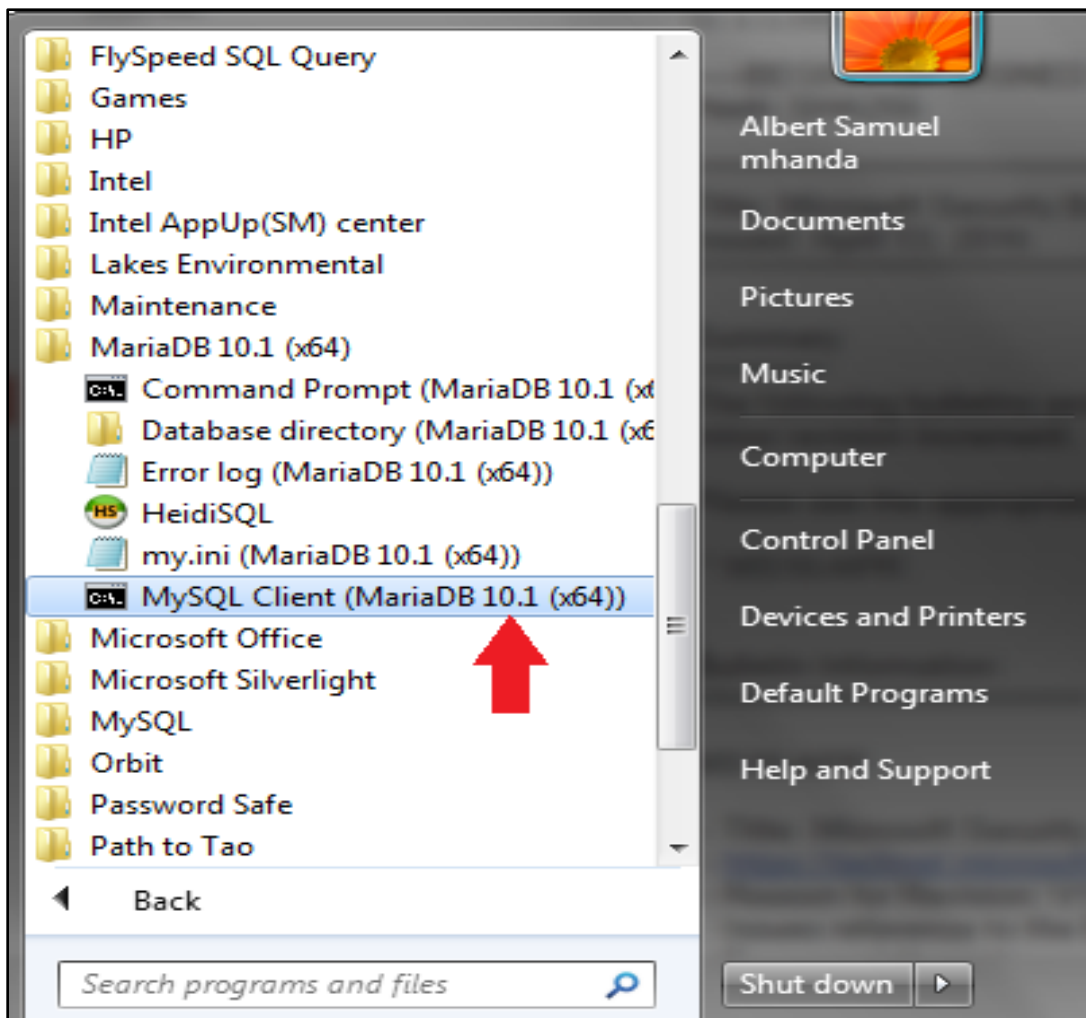 FlySpeed SQL Query
Games
HP
Intel
Intel AppUp(SM) center
Lakes Environmental
Maintenance
MariaDB 10.1 (x64)
Command Prompt (MariaDB 10.1 (x6
Database directory (MariaDB 10.1 (x6
Error log (MariaDB 10.1 (x64))
HS HeidiSQL
my.ini (MariaDB 10.1 (x64))
C:\. MySQL Client (MariaDB 10.1 (x64))
Microsoft Office
Microsoft Silverlight
MySQL
Orbit
Password Safe
Path to Tao
Back
Search programs and files
Albert Samuel
mhanda
Documents
Pictures
Music
Computer
Control Panel
Devices and Printers
Default Programs
Help and Support
Shut down